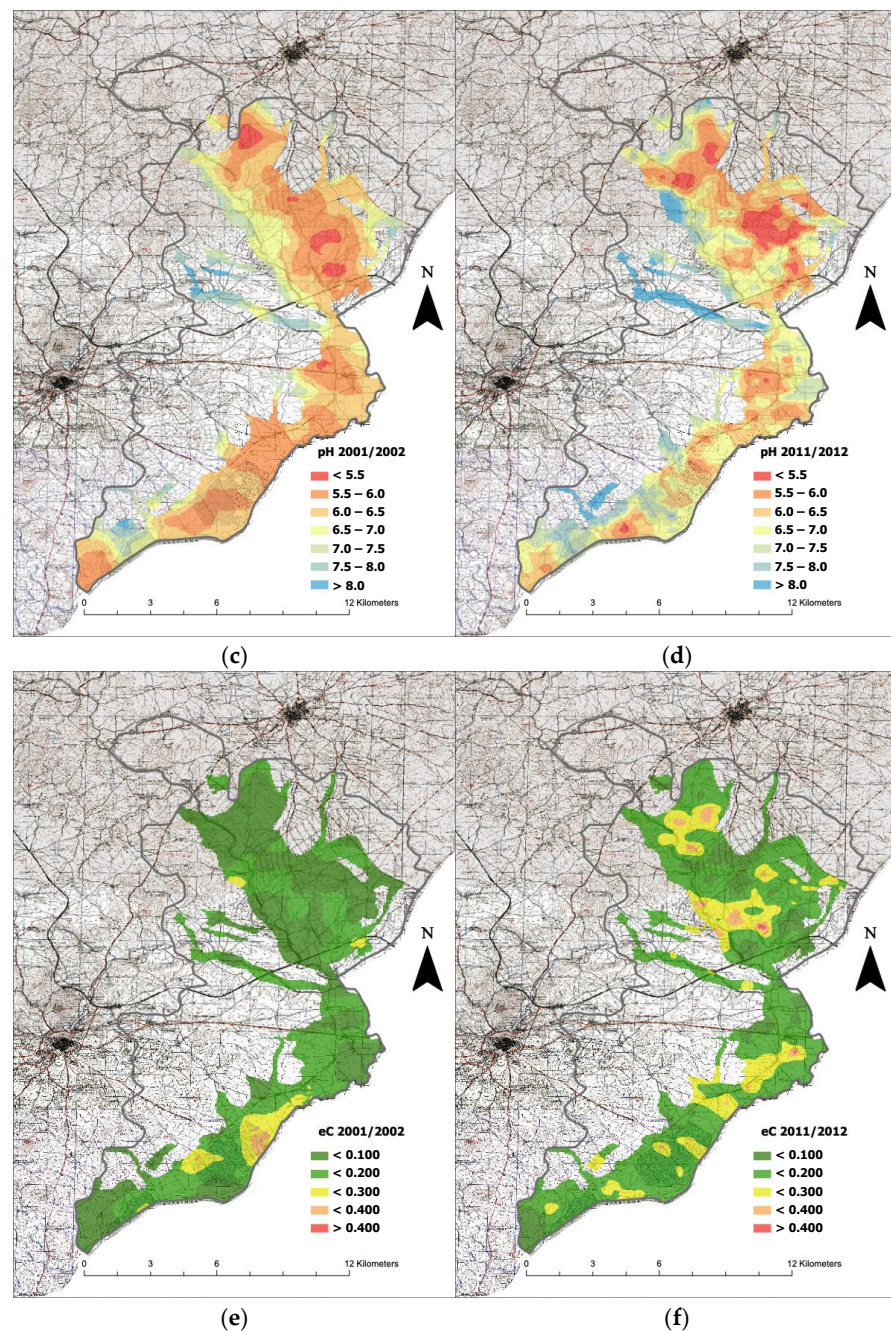 N
N
pH 2001/2002
< 5.5
5.5 – 6.0
6.0 – 6.5
6.5 – 7.0
7.0 – 7.5
7.5 – 8.0
> 8.0
0 3 6 12 Kilometers
pH 2011/2012
< 5.5
5.5 – 6.0
6.0 – 6.5
6.5 – 7.0
7.0 – 7.5
7.5 – 8.0
> 8.0
0 3 6 12 Kilometers
(c)
(d)
N
N
eC 2001/2002
< 0.100
< 0.200
< 0.300
< 0.400
> 0.400
0 3 6 12 Kilometers
eC 2011/2012
< 0.100
< 0.200
< 0.300
< 0.400
> 0.400
0 3 6 12 Kilometers
(e)
(f)